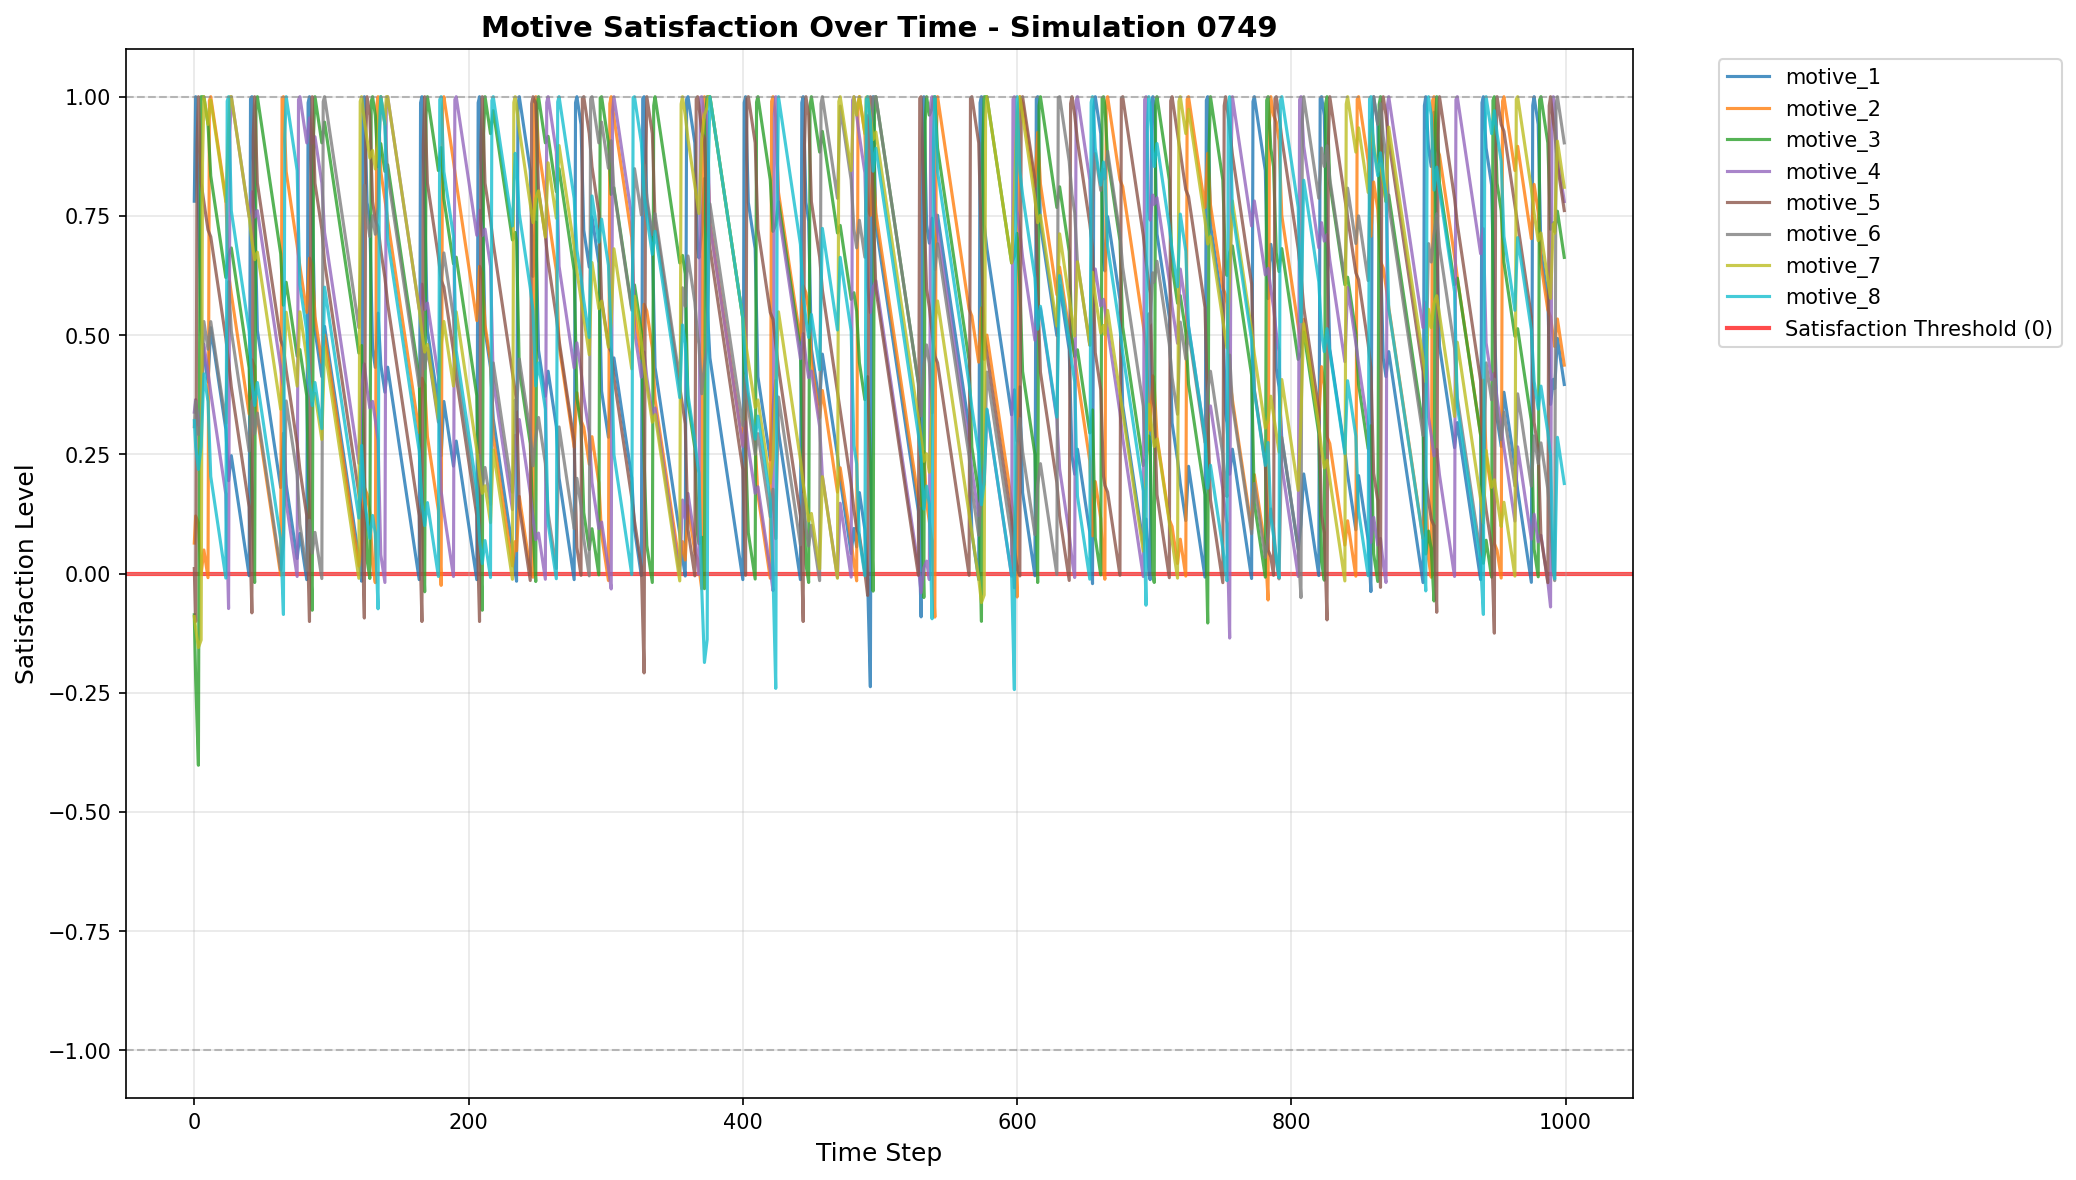 Motive Satisfaction Over Time - Simulation 0749
Satisfaction Level
1.00
0.75
0.50
0.25
0.00
−0.25
−0.50
−0.75
−1.00
0
200
400
600
800
1000
Time Step
motive_1
motive_2
motive_3
motive_4
motive_5
motive_6
motive_7
motive_8
Satisfaction Threshold (0)